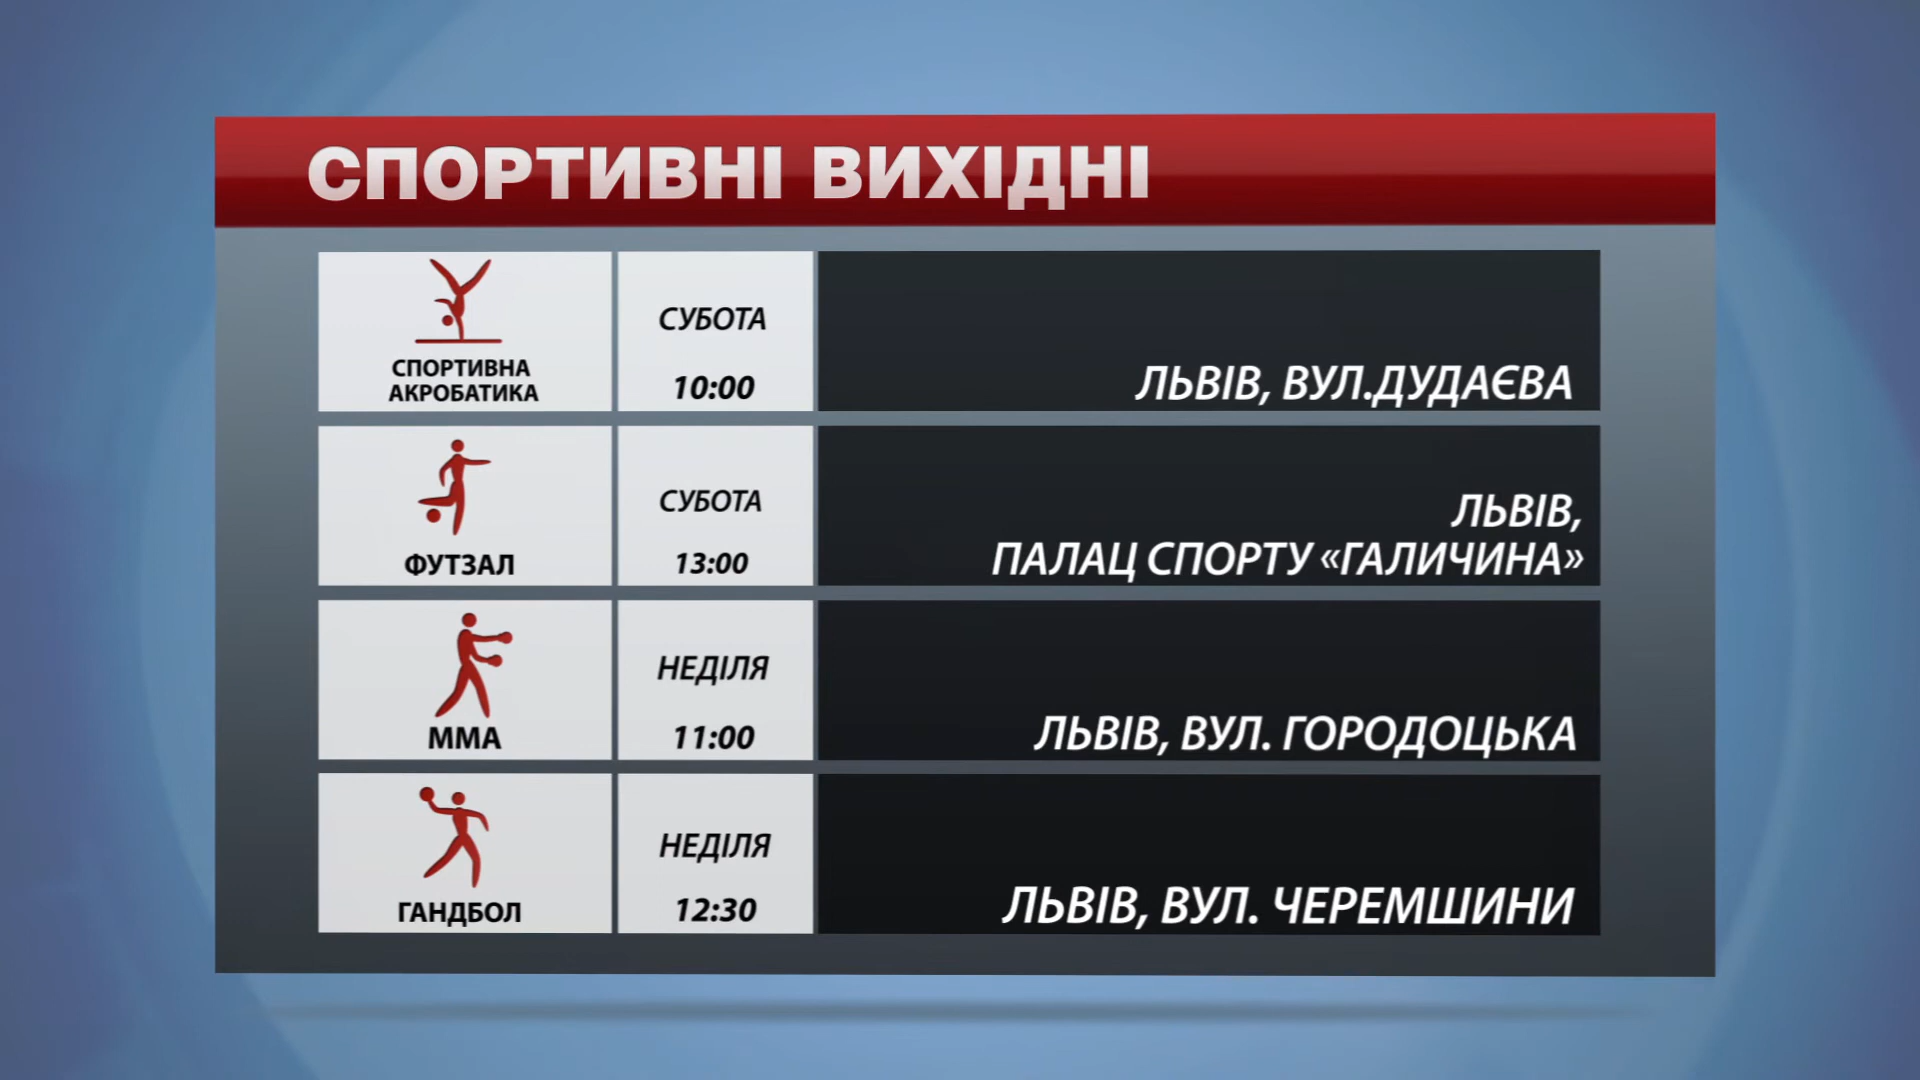 СПОРТИВНІ ВИХІДНІ
СПОРТИВНА
АКРОБАТИКА
СУБОТА
10:00
ЛЬВІВ, ВУЛ.ДУДАЄВА
ФУТЗАЛ
СУБОТА
13:00
ЛЬВІВ,
ПАЛАЦ СПОРТУ «ГАЛИЧИНА»
ММА
НЕДІЛЯ
11:00
ЛЬВІВ, ВУЛ. ГОРОДОЦЬКА
ГАНДБОЛ
НЕДІЛЯ
12:30
ЛЬВІВ, ВУЛ. ЧЕРЕМШИНИ